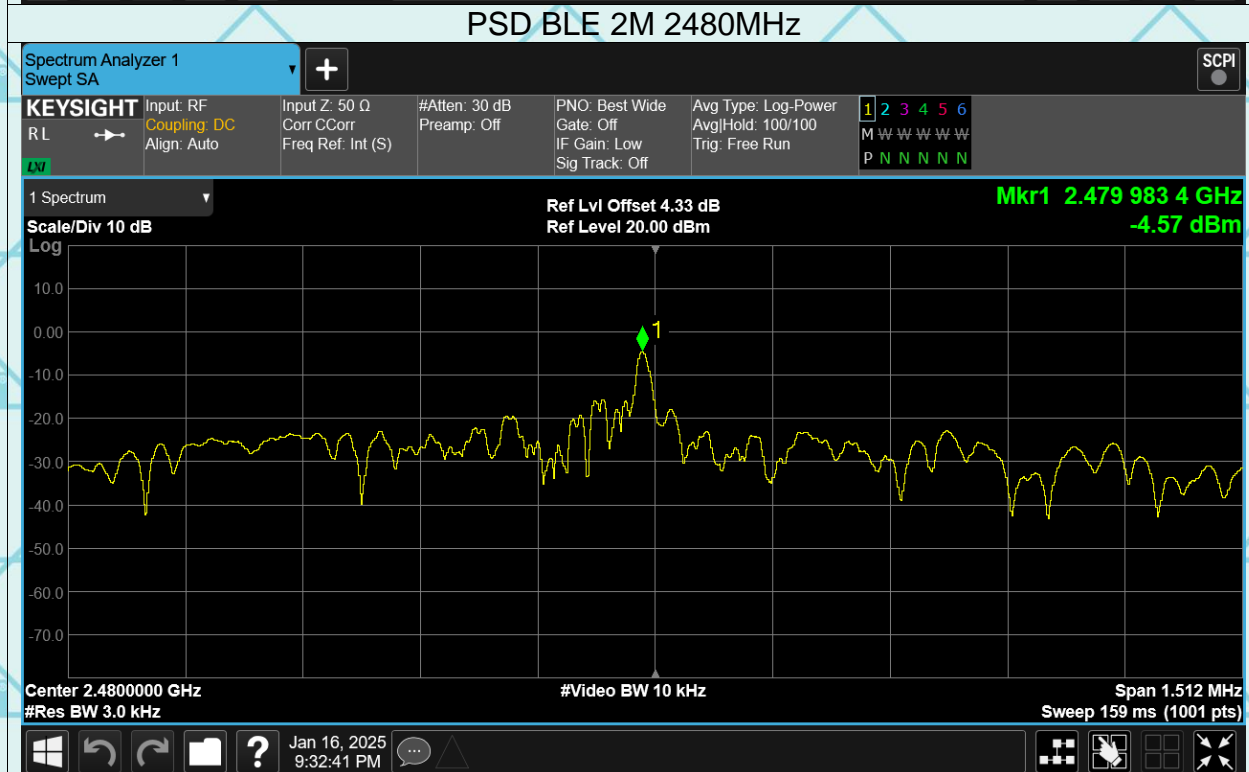 PSD BLE 2M 2480MHz
Spectrum Analyzer 1
Swept SA
SCPI
KEYSIGHT
R L
LXI
Input: RF
Coupling: DC
Align: Auto
Input Z: 50 Ω
Corr CCorr
Freq Ref: Int (S)
#Atten: 30 dB
Preamp: Off
PNO: Best Wide
Gate: Off
IF Gain: Low
Sig Track: Off
Avg Type: Log-Power
Avg|Hold: 100/100
Trig: Free Run
1 2 3 4 5 6
M W W W W W
P N N N N N
1 Spectrum
Scale/Div 10 dB
Log
Ref Lvl Offset 4.33 dB
Ref Level 20.00 dBm
Mkr1 2.479 983 4 GHz
-4.57 dBm
10.0
0.00
1
-10.0
-20.0
-30.0
-40.0
-50.0
-60.0
-70.0
Center 2.4800000 GHz
#Video BW 10 kHz
Span 1.512 MHz
#Res BW 3.0 kHz
Sweep 159 ms (1001 pts)
?
Jan 16, 2025
9:32:41 PM